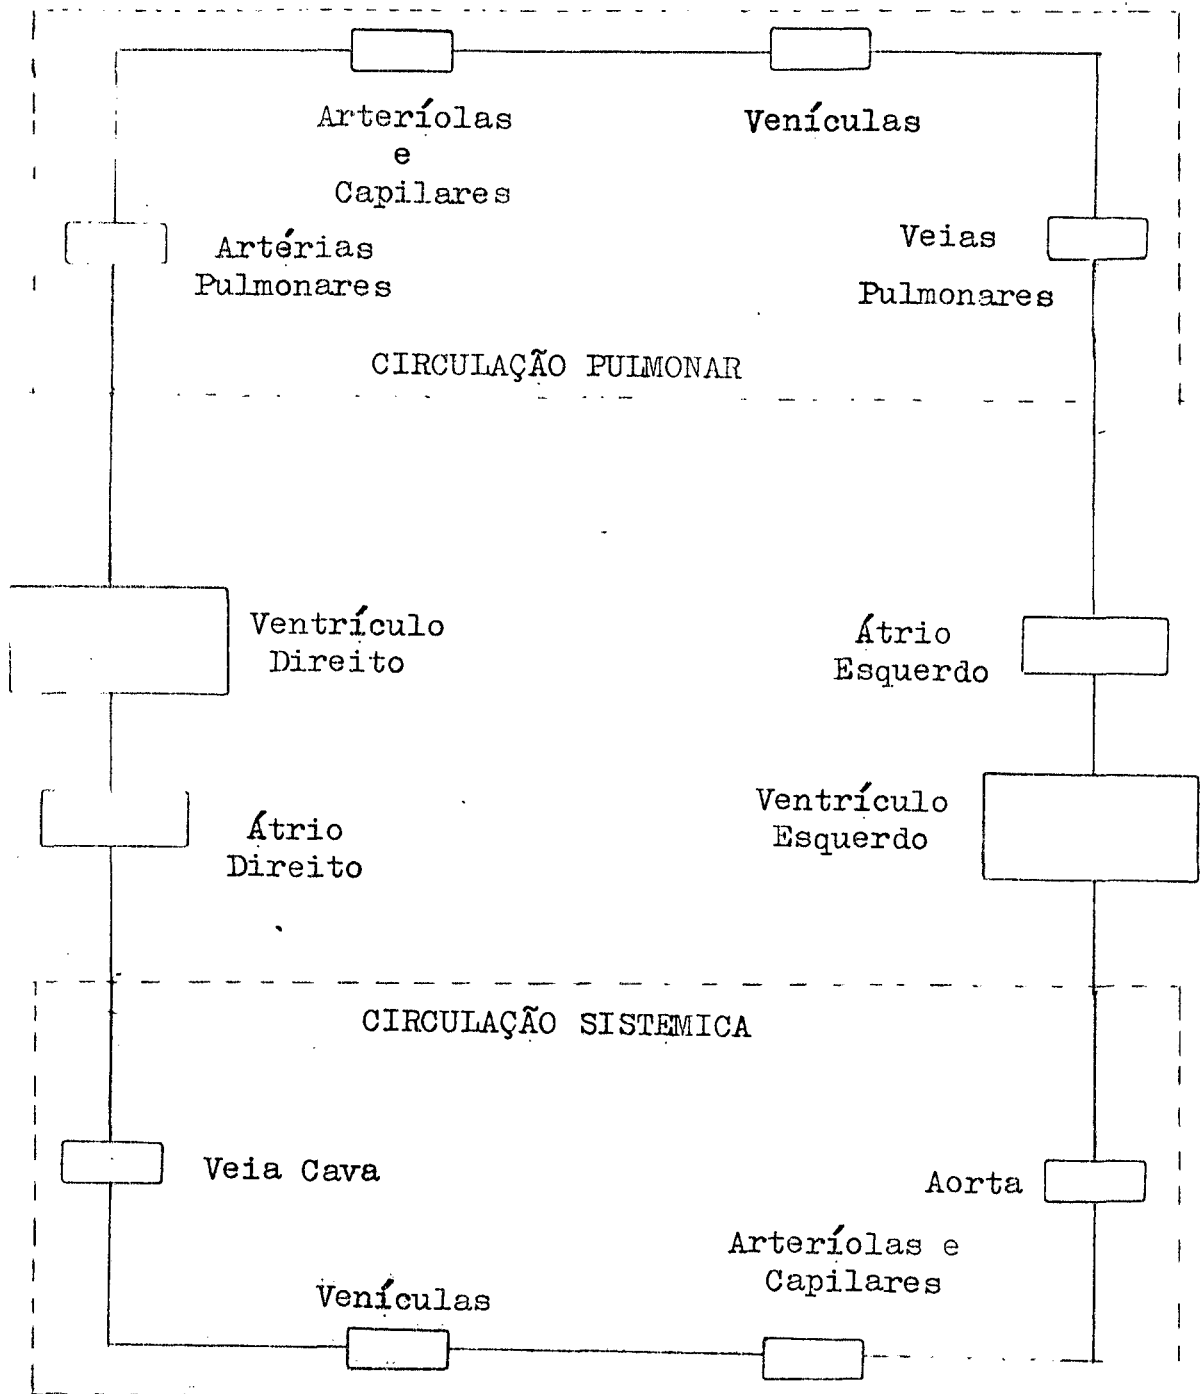 Arteríolas
e
Capilares
Venículas
Artérias
Pulmonares
Veias
Pulmonares
CIRCULAÇÃO PULMONAR
Ventrículo
Direito
Átrio
Esquerdo
Átrio
Direito
Ventrículo
Esquerdo
CIRCULAÇÃO SISTEMICA
Veia Cava
Aorta
Arteríolas e
Capilares
Venículas